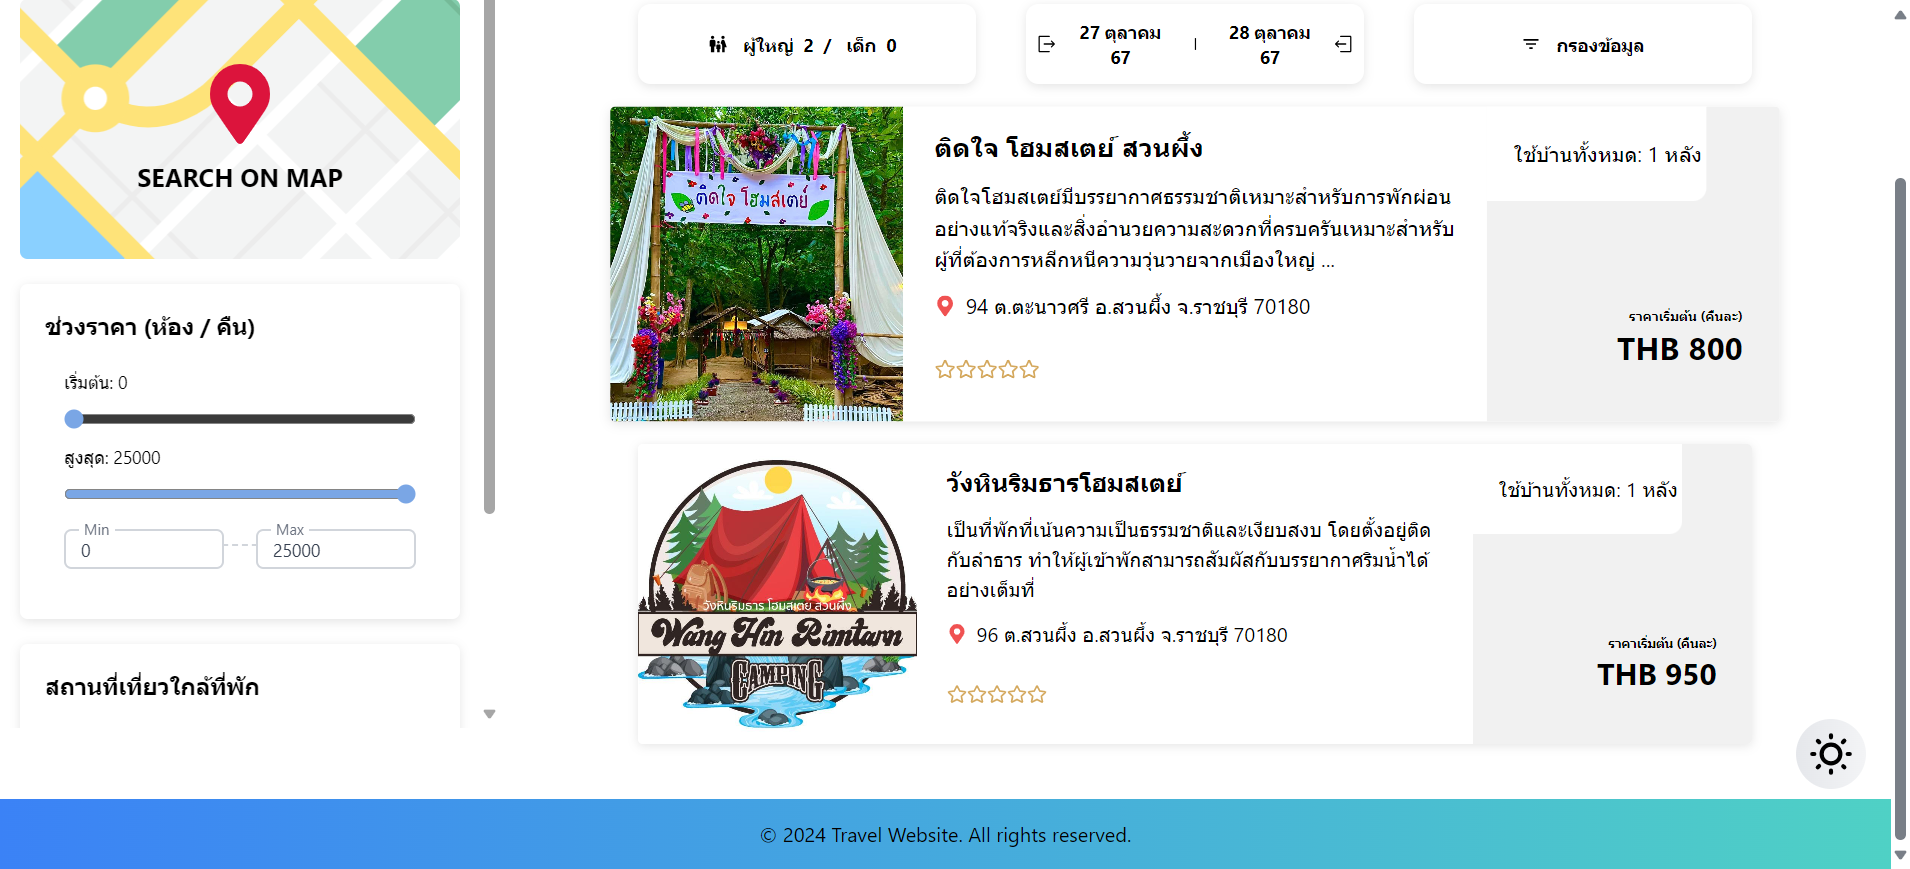 SEARCH ON MAP
ช่วงราคา (ห้อง / คืน)
เริ่มต้น: 0
สูงสุด: 25000
Min
0
Max
25000
สถานที่เที่ยวใกล้ที่พัก
ผู้ใหญ่ 2 / เด็ก 0
27 ตุลาคม
67
|
28 ตุลาคม
67
กรองข้อมูล
ติดใจ โฮมสเตย์
ติดใจ โฮมสเตย์ สวนผึ้ง
ติดใจโฮมสเตย์มีบรรยากาศธรรมชาติเหมาะสำหรับการพักผ่อน
อย่างแท้จริงและสิ่งอำนวยความสะดวกที่ครบครันเหมาะสำหรับ
ผู้ที่ต้องการหลีกหนีความวุ่นวายจากเมืองใหญ่ ...
94 ต.ตะนาวศรี อ.สวนผึ้ง จ.ราชบุรี 70180
ใช้บ้านทั้งหมด: 1 หลัง
ราคาเริ่มต้น (คืนละ)
THB 800
วังหินริมธาร โฮมสเตย์ สวนผึ้ง
Wang Hin Rimtarn
CAMPING
วังหินริมธารโฮมสเตย์
เป็นที่พักที่เน้นความเป็นธรรมชาติและเงียบสงบ โดยตั้งอยู่ติด
กับลำธาร ทำให้ผู้เข้าพักสามารถสัมผัสกับบรรยากาศริมน้ำได้
อย่างเต็มที่
96 ต.สวนผึ้ง อ.สวนผึ้ง จ.ราชบุรี 70180
ใช้บ้านทั้งหมด: 1 หลัง
ราคาเริ่มต้น (คืนละ)
THB 950
© 2024 Travel Website. All rights reserved.